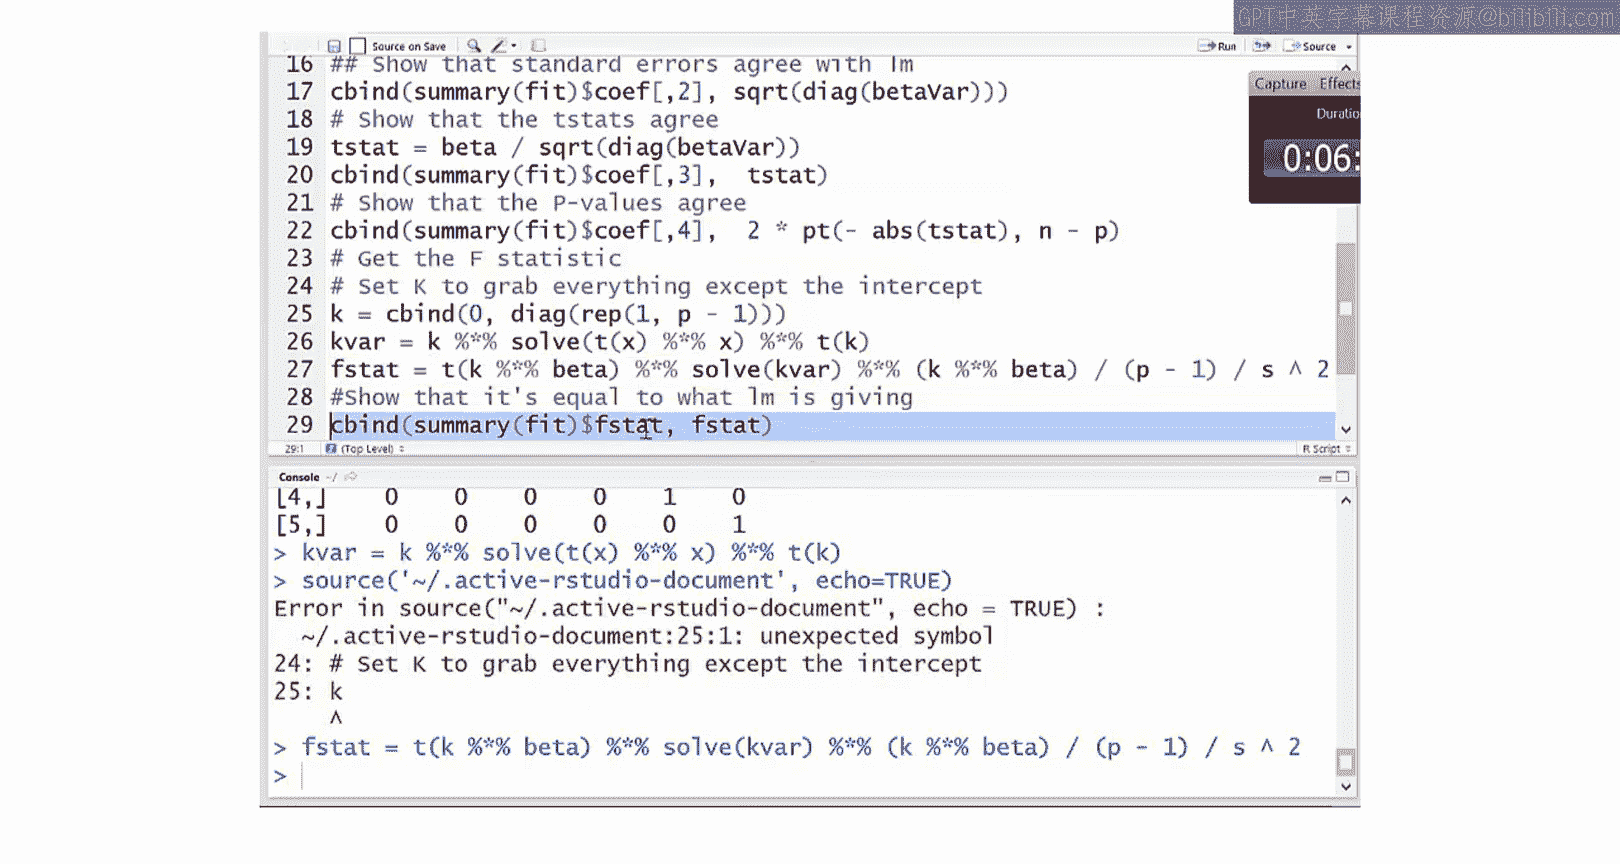 GPT中英字幕课程资源@bilibili.com
Source on Save
Run
Source
16 ## Show that standard errors agree with lm
17 cbind(summary(fit)$coef[,2], sqrt(diag(betaVar)))
18 # Show that the tstats agree
19 tstat = beta / sqrt(diag(betaVar))
20 cbind(summary(fit)$coef[,3],  tstat)
21 # Show that the P-values agree
22 cbind(summary(fit)$coef[,4],  2 * pt(- abs(tstat), n - p)
23 # Get the F statistic
24 # Set K to grab everything except the intercept
25 k = cbind(0, diag(rep(1, p - 1)))
26 kvar = k %*% solve(t(x) %*% x) %*% t(k)
27 fstat = t(k %*% beta) %*% solve(kvar) %*% (k %*% beta) / (p - 1) / s ^ 2
28 #Show that it's equal to what lm is giving
29 cbind(summary(fit)$fstat, fstat)
Capture Effects
Duratio
0:06:
29:1 (Top Level) R Script
Console ~/
[4,] 0 0 0 0 1 0
[5,] 0 0 0 0 0 1
> kvar = k %*% solve(t(x) %*% x) %*% t(k)
> source('~/.active-rstudio-document', echo=TRUE)
Error in source("~/.active-rstudio-document", echo = TRUE) :
~/.active-rstudio-document:25:1: unexpected symbol
24: # Set K to grab everything except the intercept
25: k
^
> fstat = t(k %*% beta) %*% solve(kvar) %*% (k %*% beta) / (p - 1) / s ^ 2
>